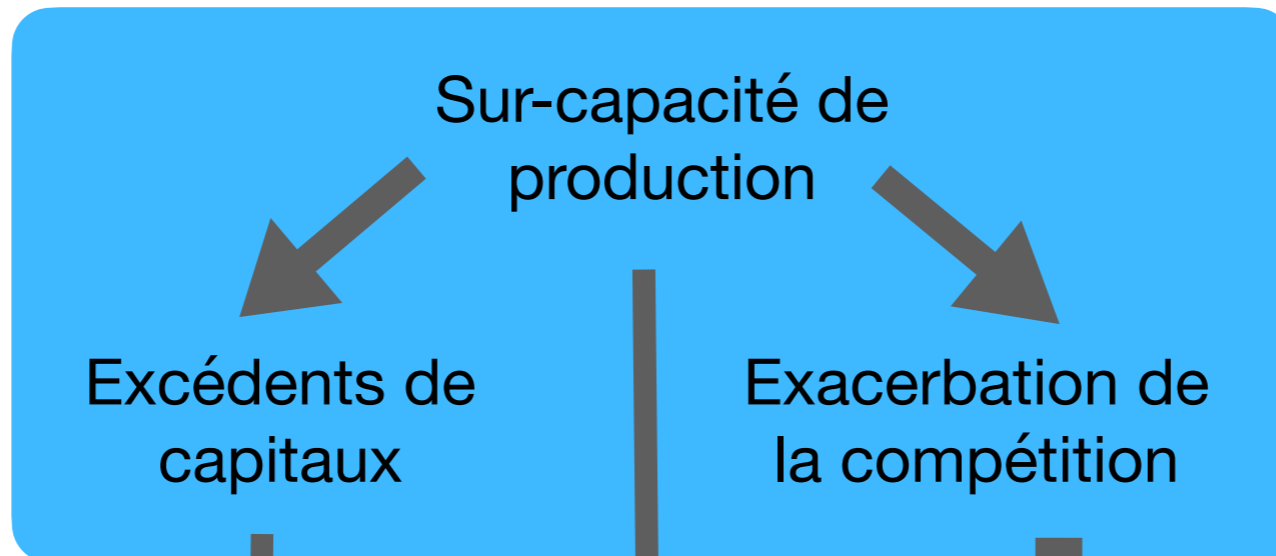 Sur-capacité de
production
Excédents de
capitaux
Exacerbation de
la compétition